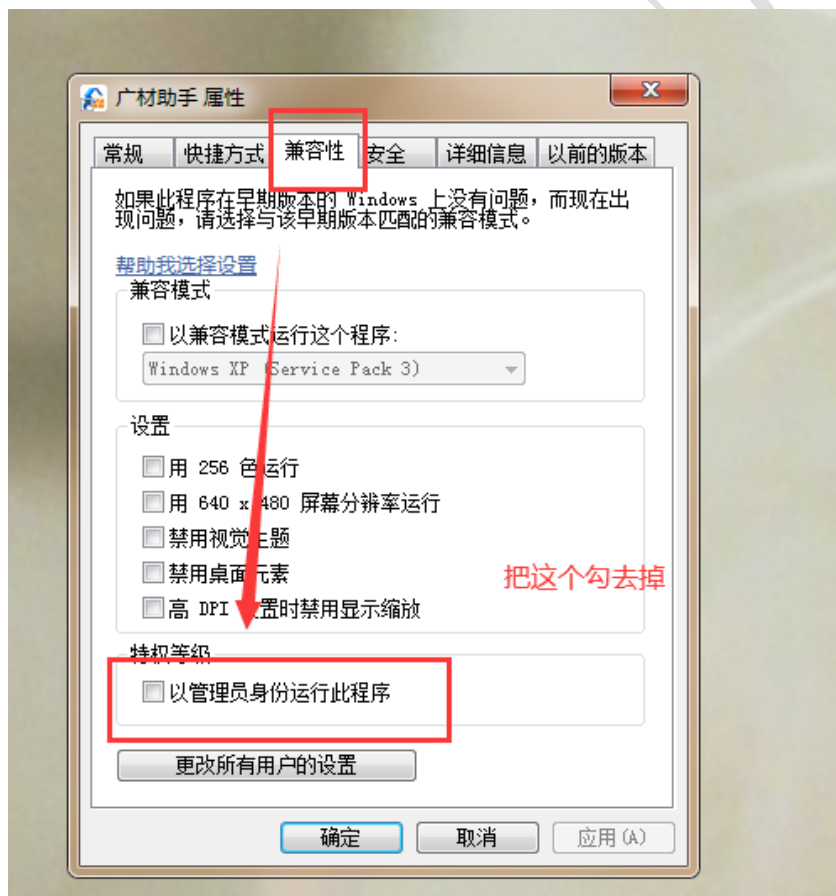 广材助手 属性
常规 快捷方式 兼容性 安全 详细信息 以前的版本
如果此程序在早期版本的 Windows 上没有问题，而现在出
现问题，请选择与该早期版本匹配的兼容模式。
帮助我选择设置
兼容模式
以兼容模式运行这个程序:
Windows XP (Service Pack 3)
设置
用 256 色运行
用 640 x 480 屏幕分辨率运行
禁用视觉主题
禁用桌面元素
把这个勾去掉
高 DPI 设置时禁用显示缩放
特权等级
以管理员身份运行此程序
更改所有用户的设置
确定 取消 应用(A)